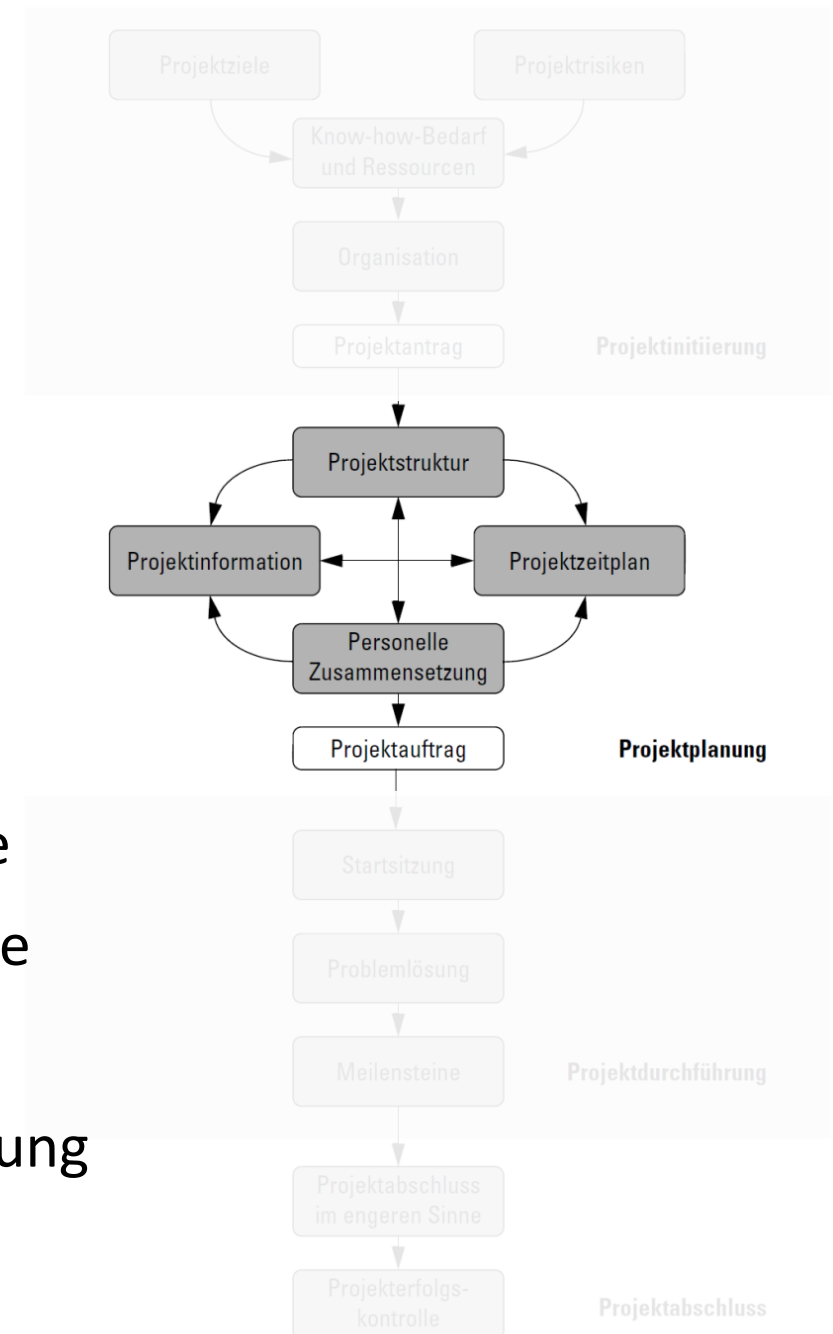 Projektziele
Projektrisiken
Know-how-Bedarf
und Ressourcen
Organisation
Projektantrag
Projektinitiierung
Projektstruktur
Projektinformation
Projektzeitplan
Personelle
Zusammensetzung
Projektauftrag
Projektplanung
e
Startsitzung
e
Problemlösung
Meilensteine
Projektdurchführung
ung
Projektabschluss
im engeren Sinne
Projekterfolgs-
kontrolle
Projektabschluss